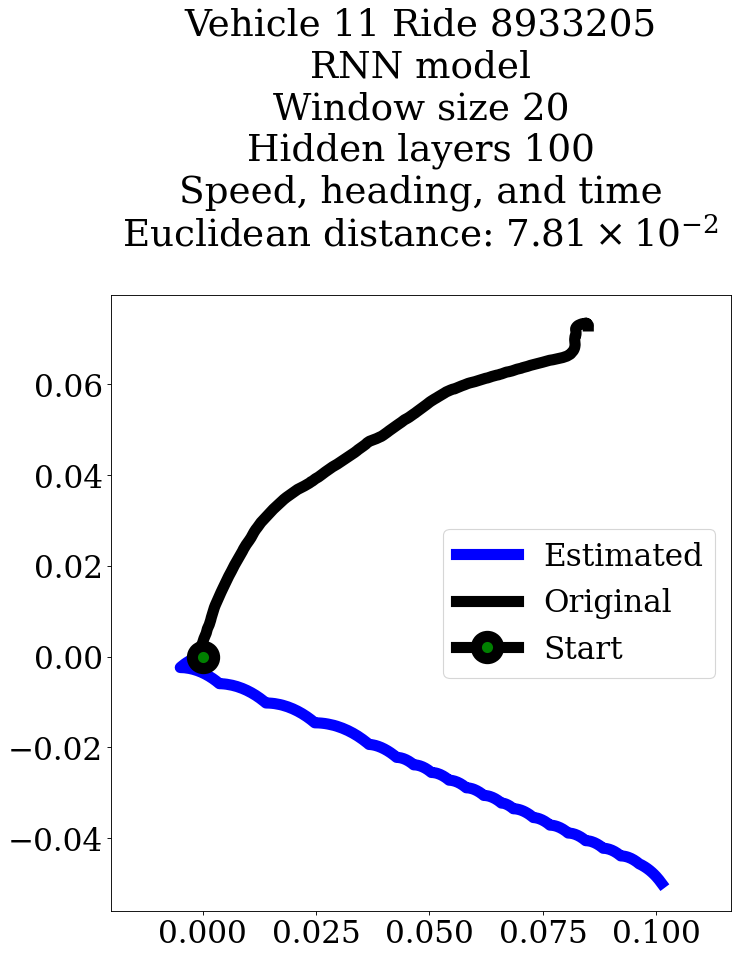 Vehicle 11 Ride 8933205
RNN model
Window size 20
Hidden layers 100
Speed, heading, and time
Euclidean distance: 7.81 × 10⁻²
0.06
0.04
0.02
0.00
−0.02
−0.04
Estimated
Original
Start
0.000 0.025 0.050 0.075 0.100